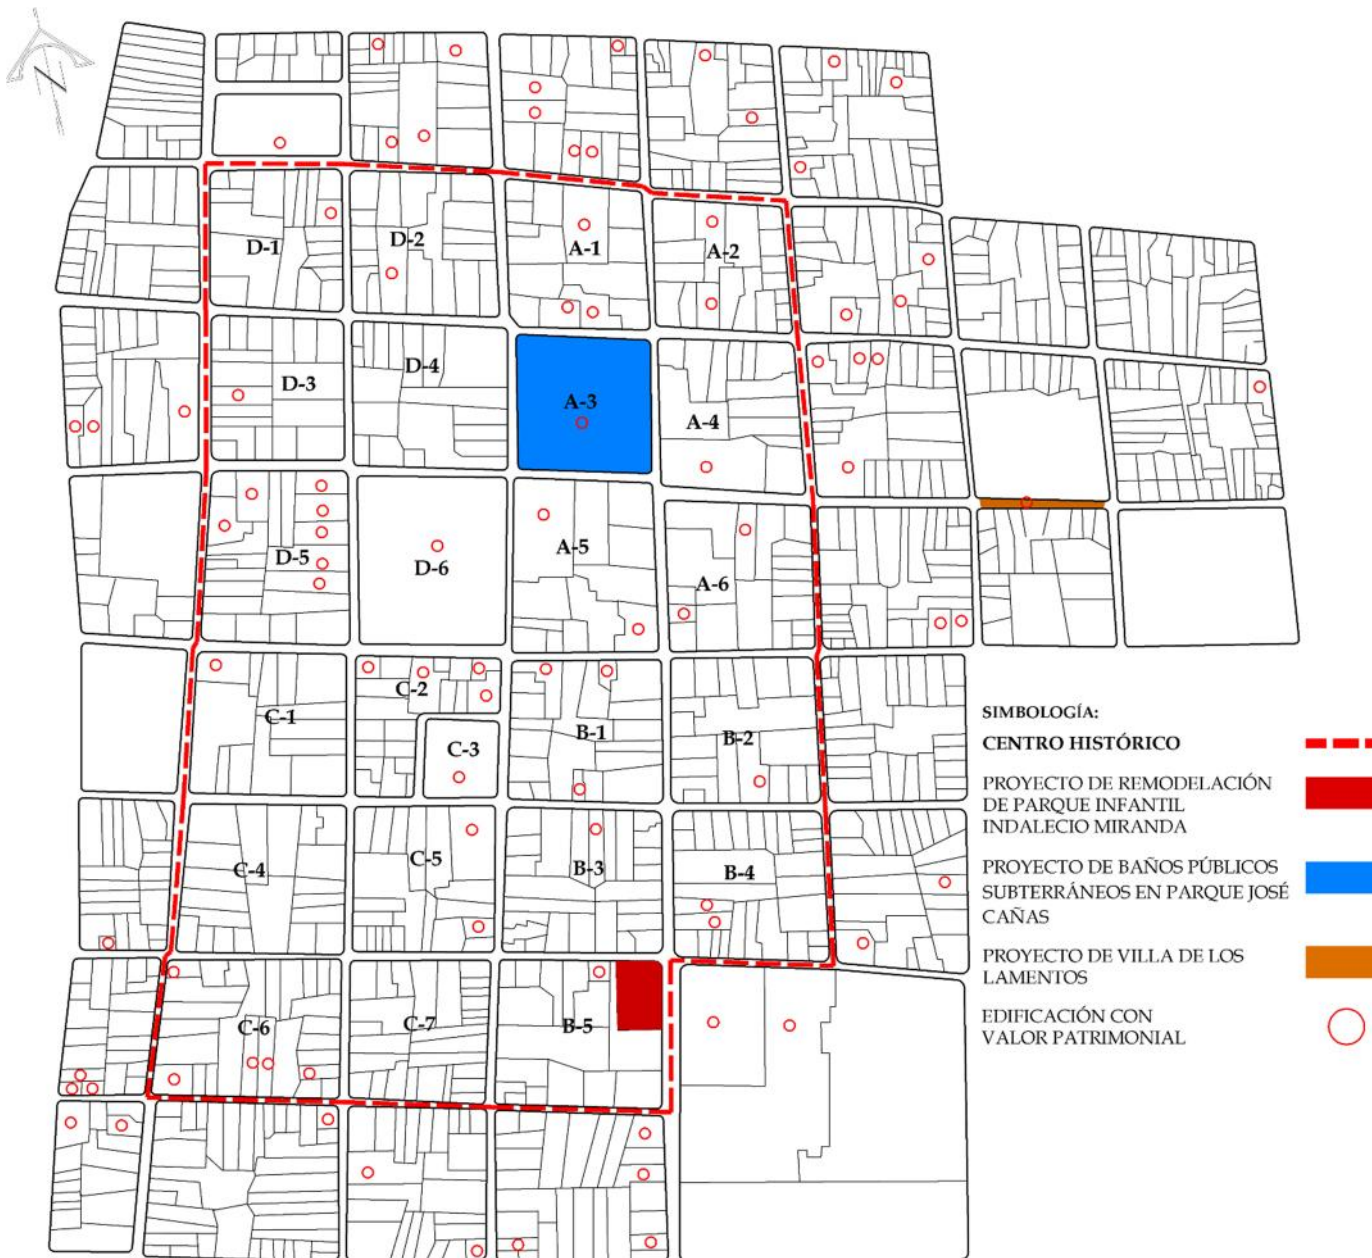 D-1
D-2
A-1
A-2
D-3
D-4
A-3
A-4
D-5
D-6
A-5
A-6
C-1
C-2
C-3
B-1
B-2
C-4
C-5
B-3
B-4
C-6
C-7
B-5
SIMBOLOGÍA:
CENTRO HISTÓRICO
PROYECTO DE REMODELACIÓN
DE PARQUE INFANTIL
INDALECIO MIRANDA
PROYECTO DE BAÑOS PÚBLICOS
SUBTERRÁNEOS EN PARQUE JOSÉ
CAÑAS
PROYECTO DE VILLA DE LOS
LAMENTOS
EDIFICACIÓN CON
VALOR PATRIMONIAL